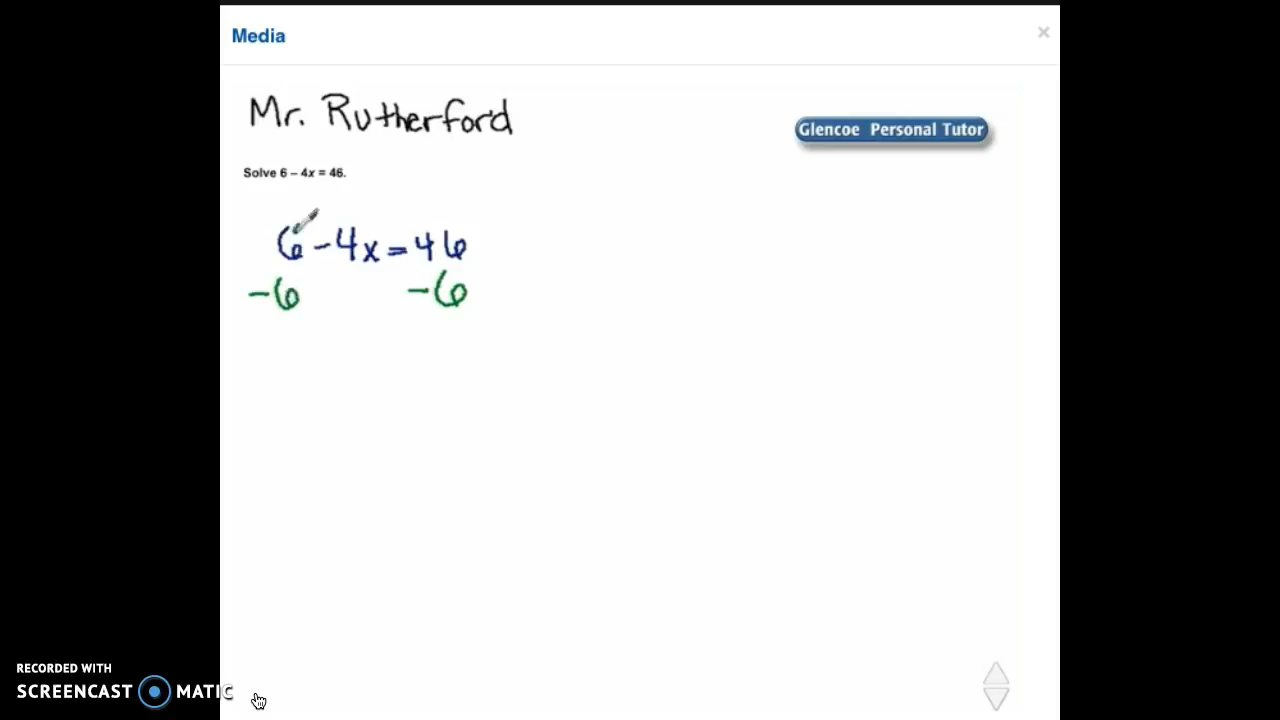 Media ×
Mr. Rutherford
Glencoe Personal Tutor
Solve 6 – 4x = 46.
6 - 4x = 46
-6 -6
RECORDED WITH
SCREENCAST MATIC